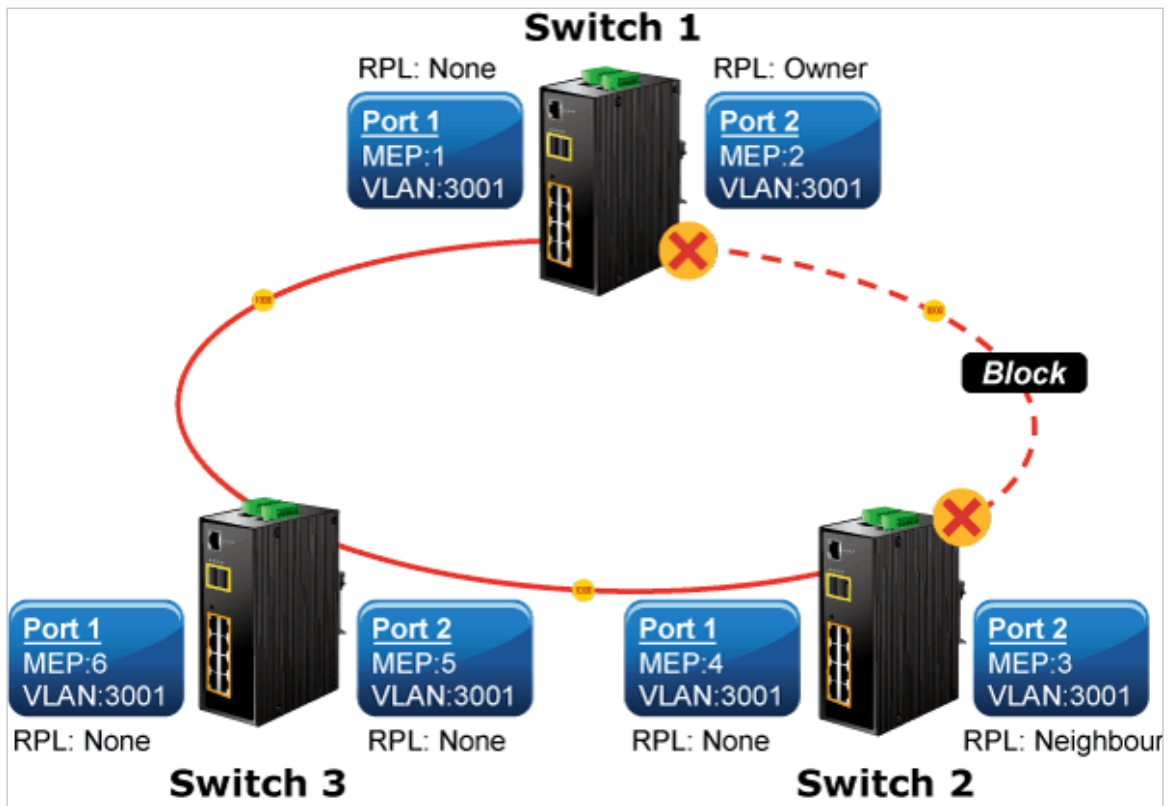 Switch 1
RPL: None
RPL: Owner
Port 1
MEP:1
VLAN:3001
Port 2
MEP:2
VLAN:3001
Block
Port 1
MEP:6
VLAN:3001
Port 2
MEP:5
VLAN:3001
Port 1
MEP:4
VLAN:3001
Port 2
MEP:3
VLAN:3001
RPL: None
RPL: None
RPL: None
RPL: Neighbour
Switch 3
Switch 2